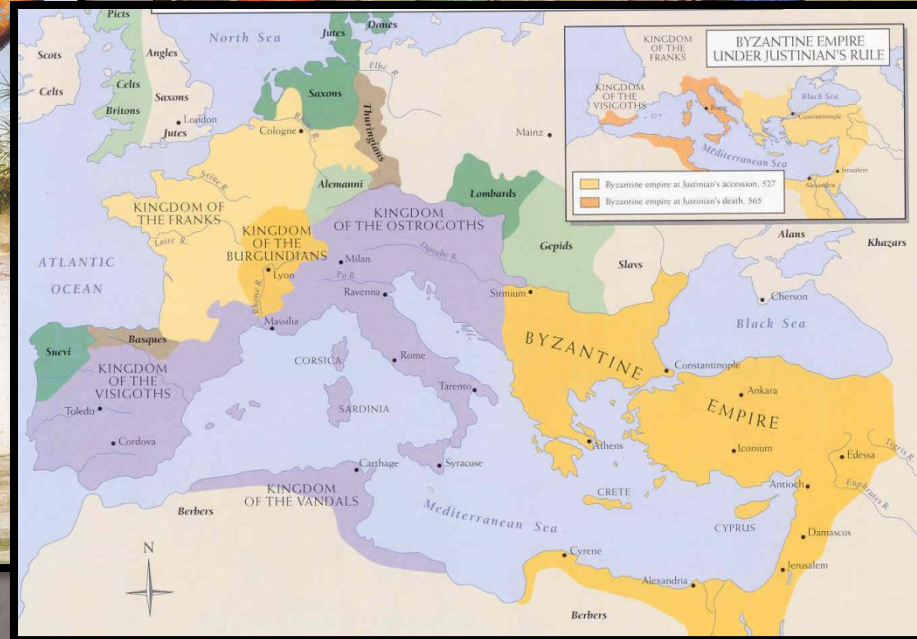 Picts
Scots
Celts
Angles
North Sea
Jutes
Danes
Celts
Britons
Saxons
London
Jutes
Saxons
Elbe R.
Thuringians
Cologne
Mainz
Seine R.
Alemanni
Lombards
KINGDOM OF
THE FRANKS
Loire R.
KINGDOM
OF THE
BURGUNDIANS
Lyon
Rhone R.
KINGDOM
OF THE OSTROGOTHS
Danube R.
Milan
Po R.
Ravenna
Gepids
Slavs
Sirmium
Alans
Khazars
Cherson
Black Sea
ATLANTIC
OCEAN
Massilia
Suevi
Basques
KINGDOM
OF THE
VISIGOTHS
Toledo
Cordova
CORSICA
SARDINIA
Rome
Tarento
Carthage
Syracuse
KINGDOM
OF THE VANDALS
Berbers
Mediterranean Sea
BYZANTINE
EMPIRE
Constantinople
Ankara
Iconium
Athens
CRETE
CYPRUS
Edessa
Tigris R.
Euphrates R.
Antioch
Damascus
Jerusalem
Cyrene
Alexandria
Berbers
N
BYZANTINE EMPIRE
UNDER JUSTINIAN'S RULE
KINGDOM
OF THE
FRANKS
KINGDOM
OF THE
VISIGOTHS
Rome
Black Sea
Constantinople
Mediterranean Sea
Jerusalem
Alexandria
Byzantine empire at Justinian's accession, 527
Byzantine empire at Justinian's death, 565